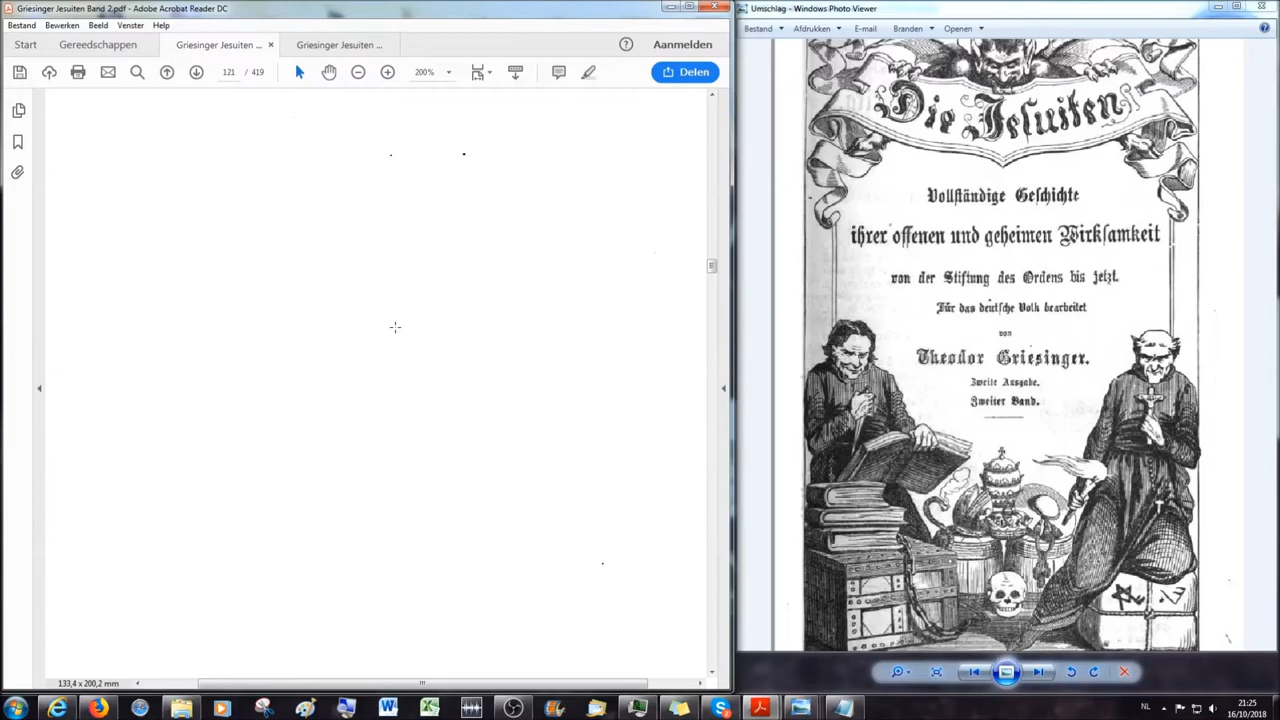 Griesinger Jesuiten Band 2.pdf - Adobe Acrobat Reader DC
Bestand Bewerken Beeld Venster Help
Start Gereedschappen Griesinger Jesuiten ... × Griesinger Jesuiten ... Aanmelden
121 / 419 200% Delen
133,4 x 200,2 mm
Umschlag - Windows Photo Viewer
Bestand Afdrukken E-mail Branden Openen
Die Jesuiten
Vollständige Geschichte
ihrer offenen und geheimen Wirksamkeit
von der Stiftung des Ordens bis jetzt.
Für das deutsche Volk bearbeitet
von
Theodor Griesinger.
Zweite Ausgabe.
Zweiter Band.
NL 21:25
16/10/2018